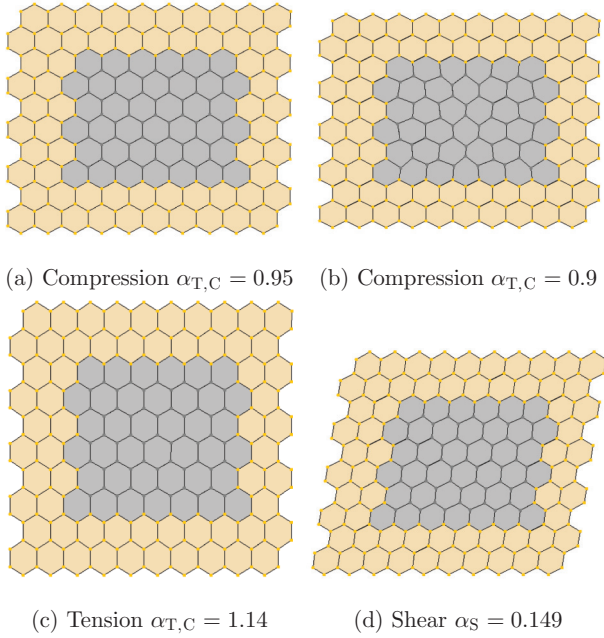 (a) Compression α_T,C = 0.95
(b) Compression α_T,C = 0.9
(c) Tension α_T,C = 1.14
(d) Shear α_S = 0.149